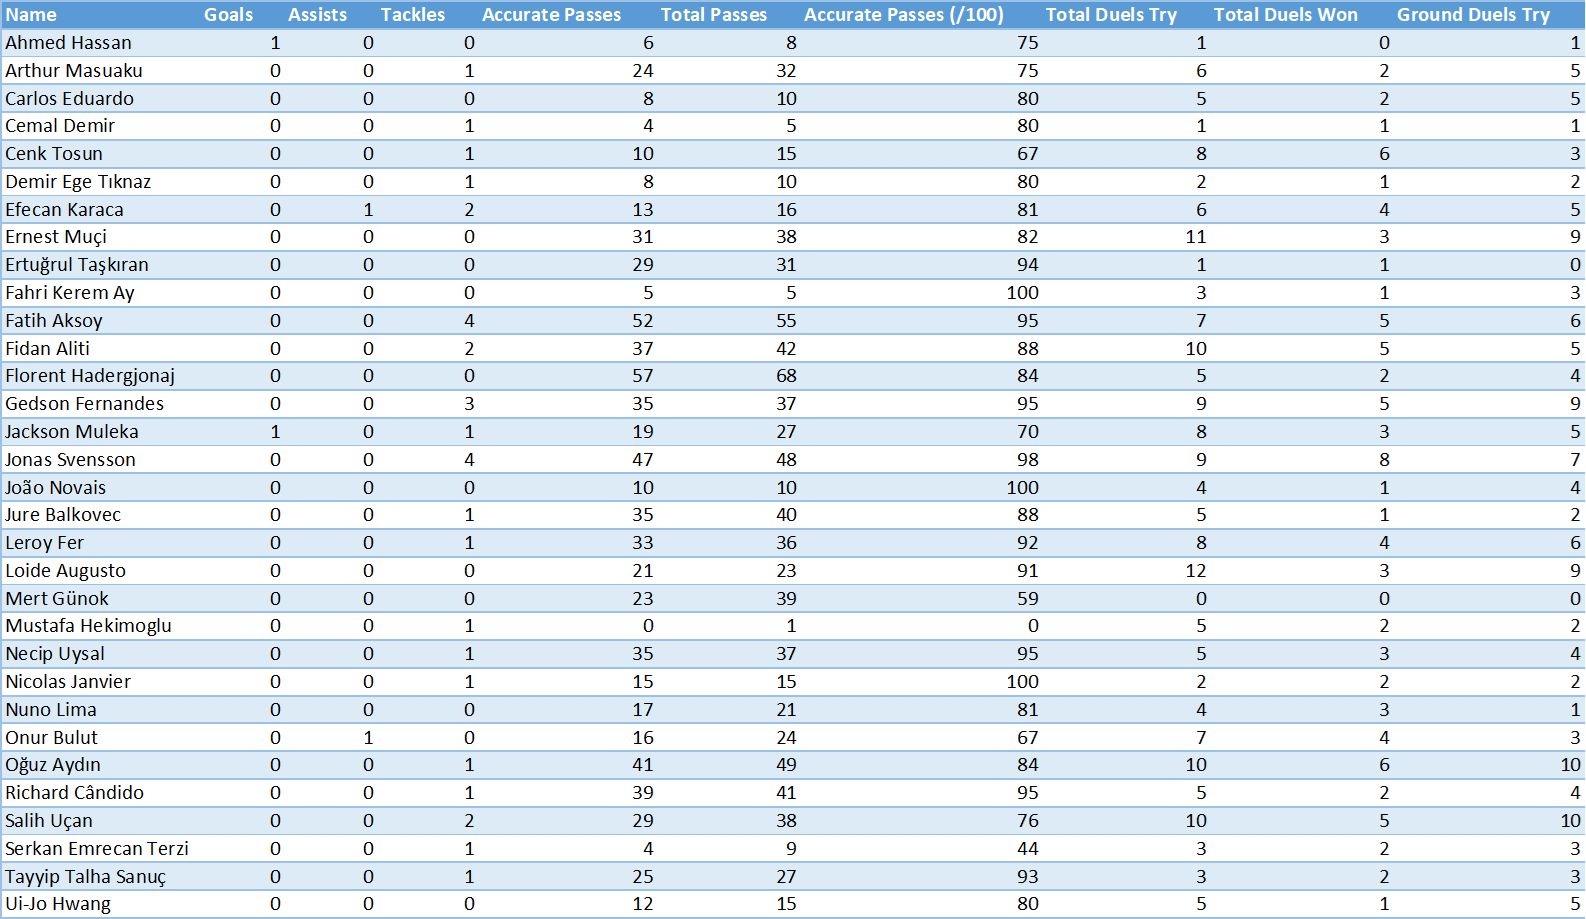 Name Goals Assists Tackles Accurate Passes Total Passes Accurate Passes (/100) Total Duels Try Total Duels Won Ground Duels Try
Ahmed Hassan 1 0 0 6 8 75 1 0 1
Arthur Masuaku 0 0 1 24 32 75 6 2 5
Carlos Eduardo 0 0 0 8 10 80 5 2 5
Cemal Demir 0 0 1 4 5 80 1 1 1
Cenk Tosun 0 0 1 10 15 67 8 6 3
Demir Ege Tıknaz 0 0 1 8 10 80 2 1 2
Efecan Karaca 0 1 2 13 16 81 6 4 5
Ernest Muçi 0 0 0 31 38 82 11 3 9
Ertuğrul Taşkıran 0 0 0 29 31 94 1 1 0
Fahri Kerem Ay 0 0 0 5 5 100 3 1 3
Fatih Aksoy 0 0 4 52 55 95 7 5 6
Fidan Aliti 0 0 2 37 42 88 10 5 5
Florent Hadergjonaj 0 0 0 57 68 84 5 2 4
Gedson Fernandes 0 0 3 35 37 95 9 5 9
Jackson Muleka 1 0 1 19 27 70 8 3 5
Jonas Svensson 0 0 4 47 48 98 9 8 7
João Novais 0 0 0 10 10 100 4 1 4
Jure Balkovec 0 0 1 35 40 88 5 1 2
Leroy Fer 0 0 1 33 36 92 8 4 6
Loide Augusto 0 0 0 21 23 91 12 3 9
Mert Günok 0 0 0 23 39 59 0 0 0
Mustafa Hekimoglu 0 0 1 0 1 0 5 2 2
Necip Uysal 0 0 1 35 37 95 5 3 4
Nicolas Janvier 0 0 1 15 15 100 2 2 2
Nuno Lima 0 0 0 17 21 81 4 3 1
Onur Bulut 0 1 0 16 24 67 7 4 3
Oğuz Aydın 0 0 1 41 49 84 10 6 10
Richard Cândido 0 0 1 39 41 95 5 2 4
Salih Uçan 0 0 2 29 38 76 10 5 10
Serkan Emrecan Terzi 0 0 1 4 9 44 3 2 3
Tayyip Talha Sanuç 0 0 1 25 27 93 3 2 3
Ui-Jo Hwang 0 0 0 12 15 80 5 1 5